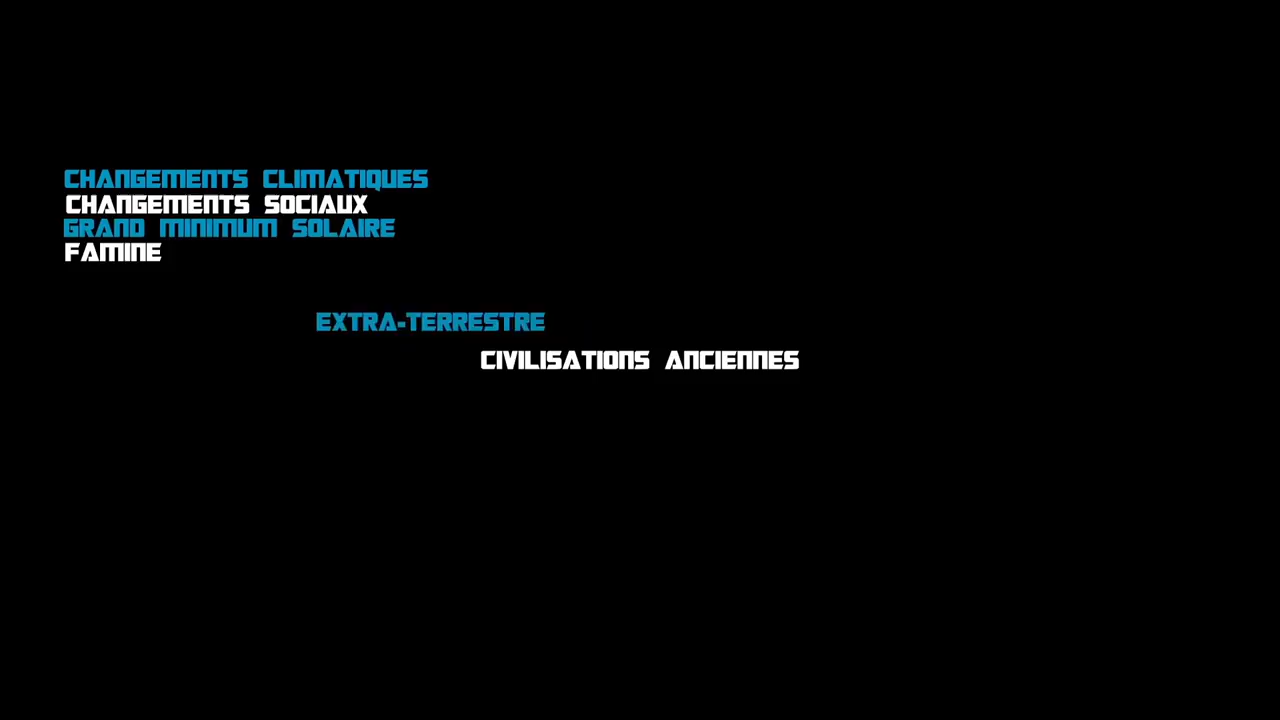 CHANGEMENTS CLIMATIQUES
CHANGEMENTS SOCIAUX
GRAND MINIMUM SOLAIRE
FAMINE
EXTRA-TERRESTRE
CIVILISATIONS ANCIENNES